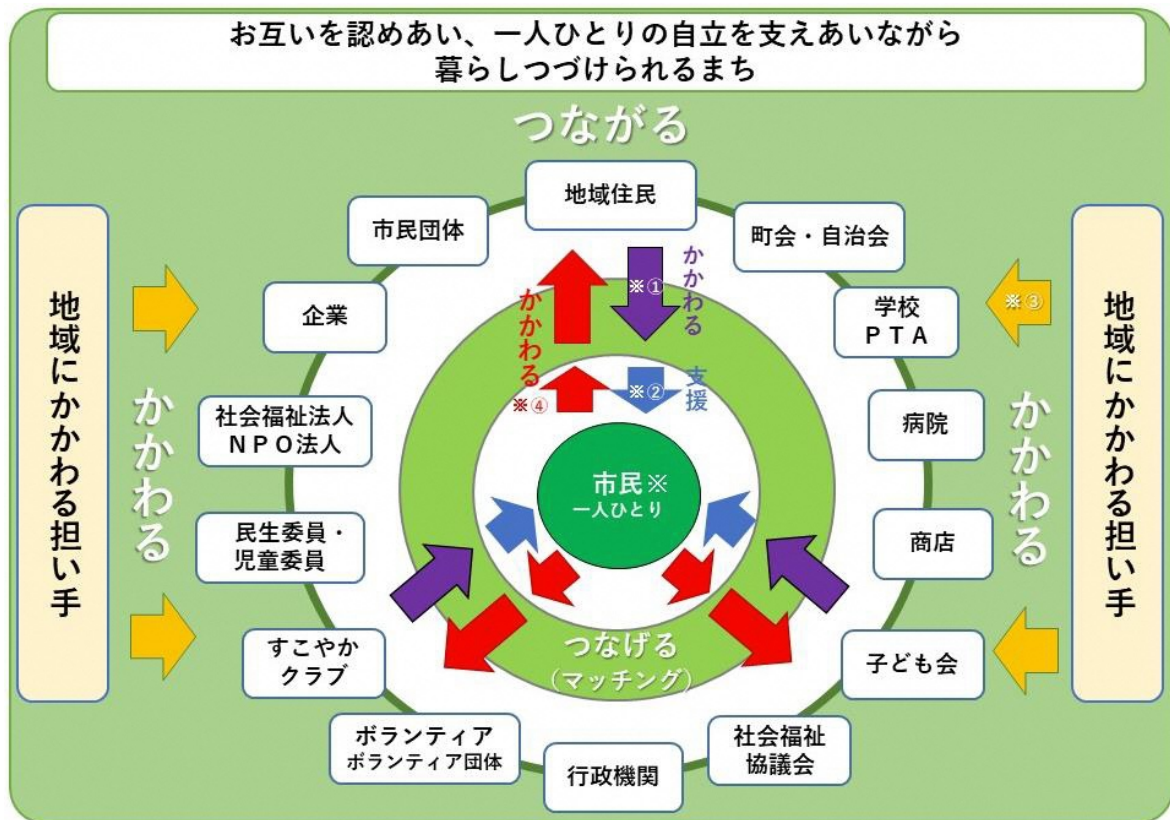 お互いを認めあい、一人ひとりの自立を支えあいながら
暮らしつづけられるまち
つながる
地域住民
市民団体
町会・自治会
企業
学校
ＰＴＡ
社会福祉法人
ＮＰＯ法人
病院
民生委員・
児童委員
商店
すこやか
クラブ
子ども会
ボランティア
ボランティア団体
行政機関
社会福祉
協議会
地域にかかわる担い手
かかわる
かかわる
※④
※①
かかわる
※②
支援
市民※
一人ひとり
つなげる
（マッチング）
※③
かかわる
地域にかかわる担い手